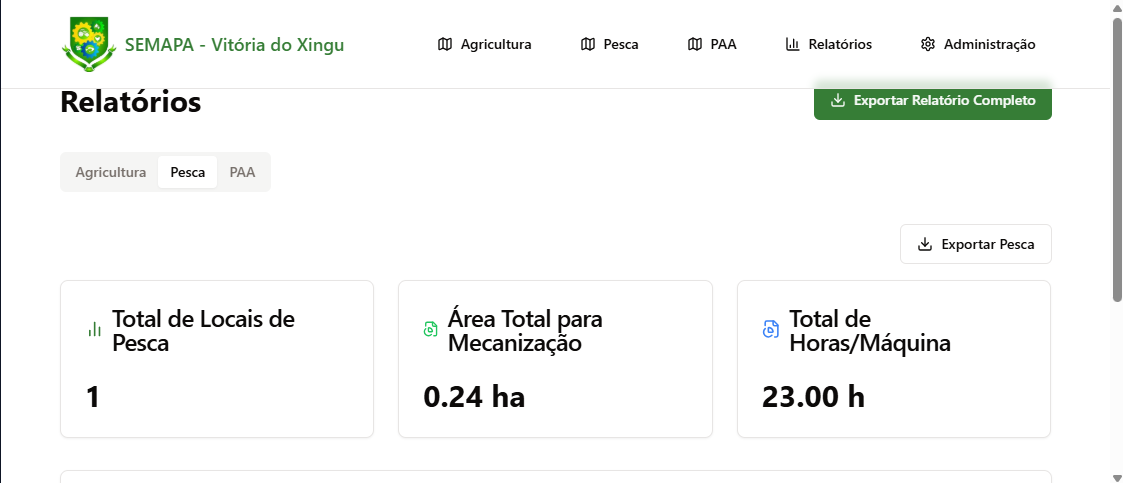 SEMAPA - Vitória do Xingu
Agricultura
Pesca
PAA
Relatórios
Administração
Relatórios
Exportar Relatório Completo
Agricultura
Pesca
PAA
Exportar Pesca
Total de Locais de
Pesca
1
Área Total para
Mecanização
0.24 ha
Total de
Horas/Máquina
23.00 h